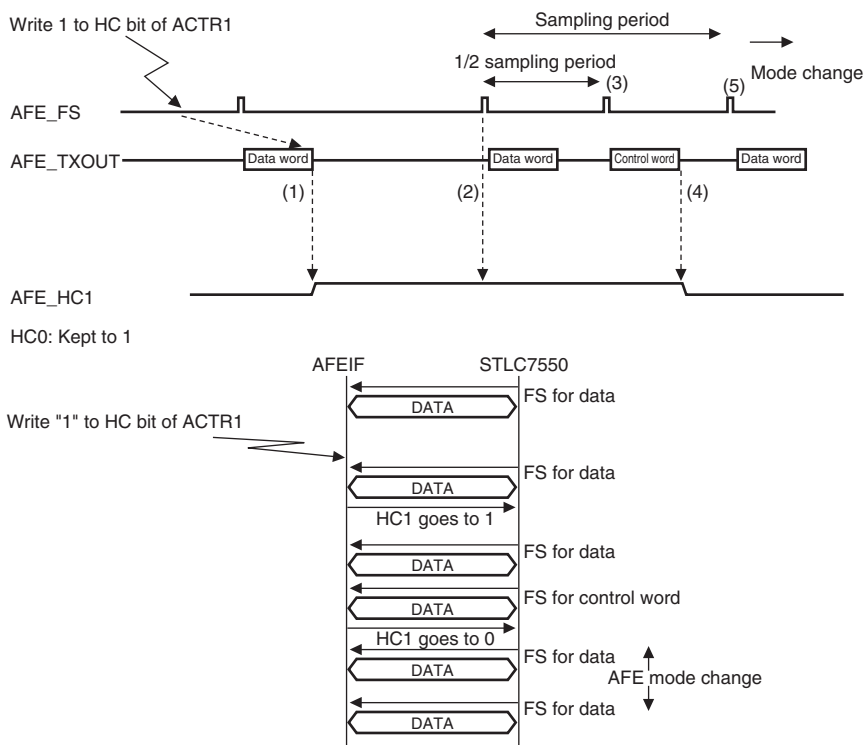 Write 1 to HC bit of ACTR1
Sampling period
1/2 sampling period
Mode change
(3)
(5)
AFE_FS
AFE_TXOUT
Data word
Data word
Control word
Data word
(1)
(2)
(4)
AFE_HC1
HC0: Kept to 1
AFEIF
STLC7550
FS for data
DATA
Write "1" to HC bit of ACTR1
FS for data
DATA
HC1 goes to 1
FS for data
DATA
FS for control word
DATA
HC1 goes to 0
FS for data
DATA
AFE mode change
FS for data
DATA